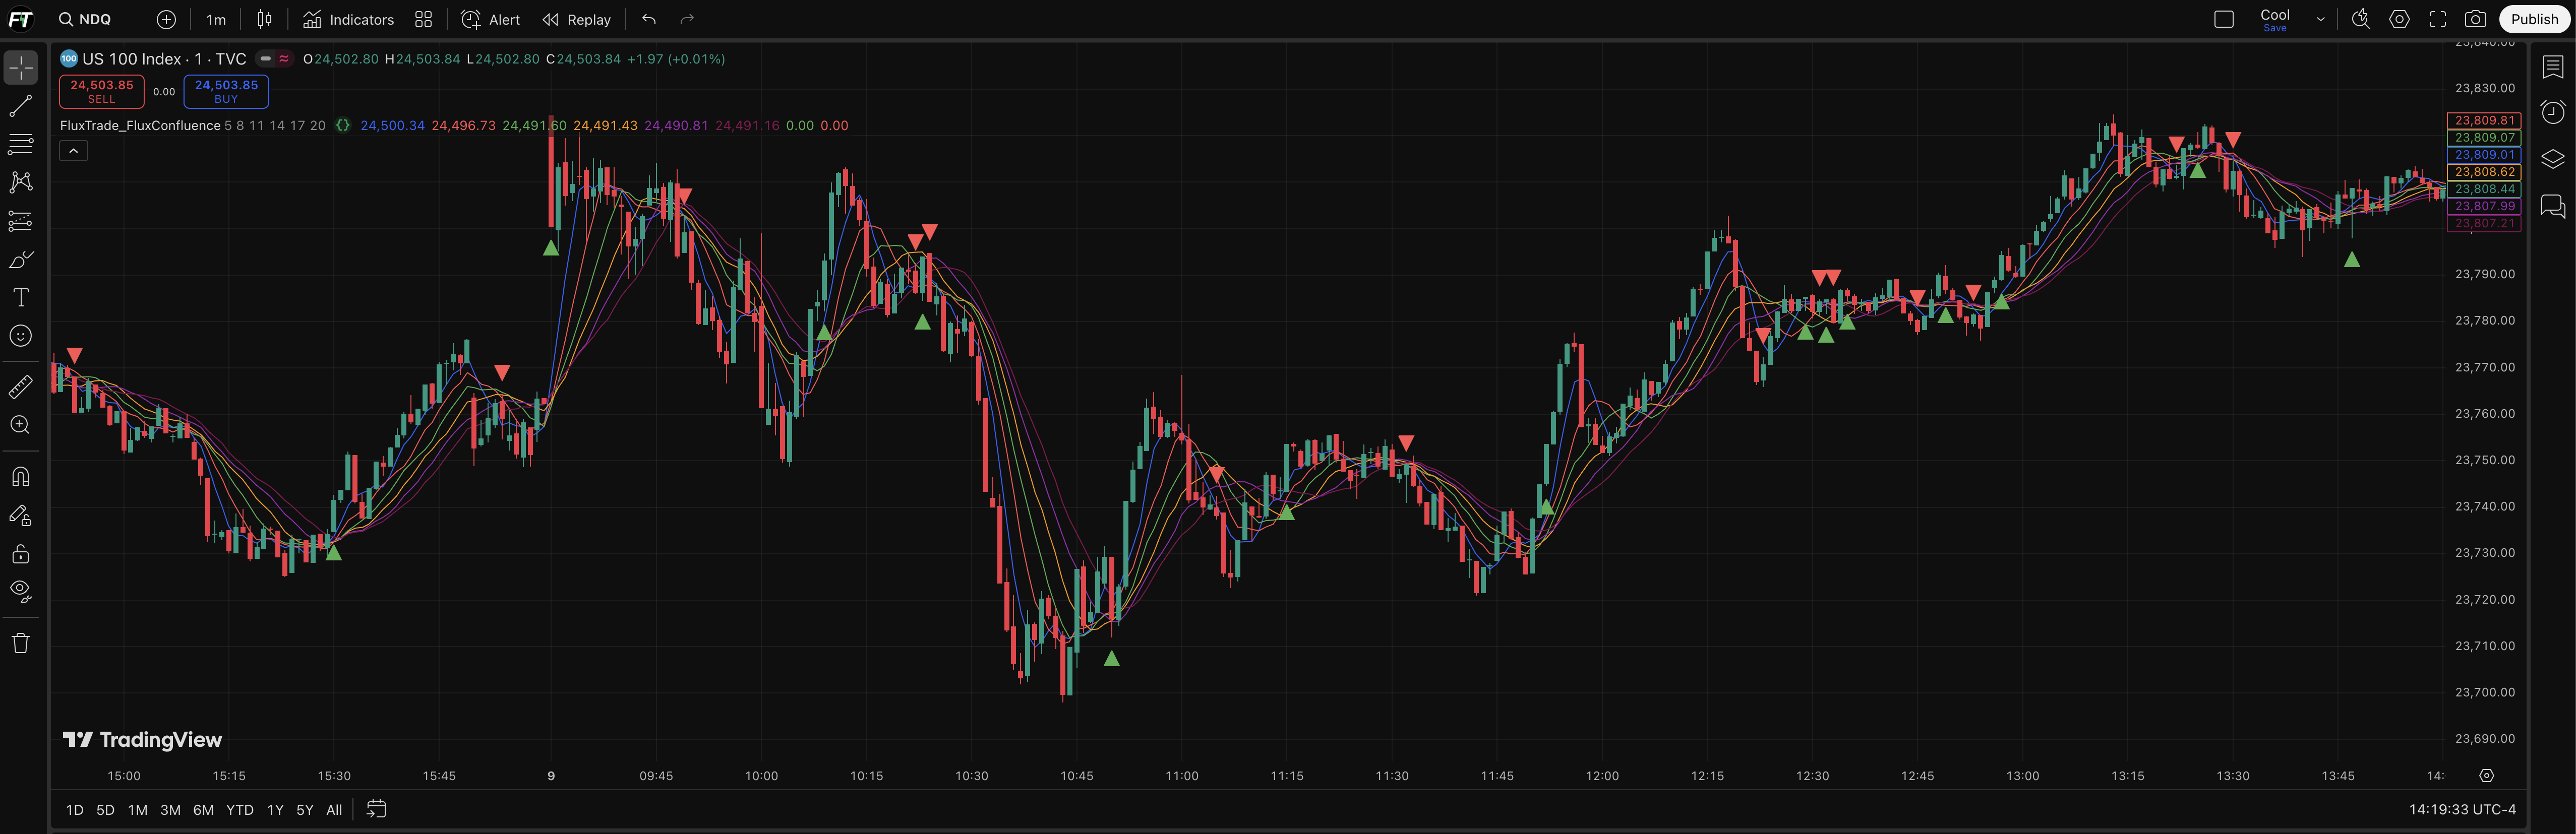 FT NDQ 1m Indicators Alert Replay Cool Save Publish
100 US 100 Index · 1 · TVC O24,502.80 H24,503.84 L24,502.80 C24,503.84 +1.97 (+0.01%)
24,503.85 SELL 0.00 24,503.85 BUY
FluxTrade_FluxConfluence 5 8 11 14 17 20 {} 24,500.34 24,496.73 24,491.60 24,491.43 24,490.81 24,491.16 0.00 0.00
23,840.00
23,830.00
23,809.81
23,809.07
23,809.01
23,808.62
23,808.44
23,807.99
23,807.21
23,790.00
23,780.00
23,770.00
23,760.00
23,750.00
23,740.00
23,730.00
23,720.00
23,710.00
23,700.00
23,690.00
TradingView
15:00 15:15 15:30 15:45 9 09:45 10:00 10:15 10:30 10:45 11:00 11:15 11:30 11:45 12:00 12:15 12:30 12:45 13:00 13:15 13:30 13:45 14:
1D 5D 1M 3M 6M YTD 1Y 5Y All 14:19:33 UTC-4